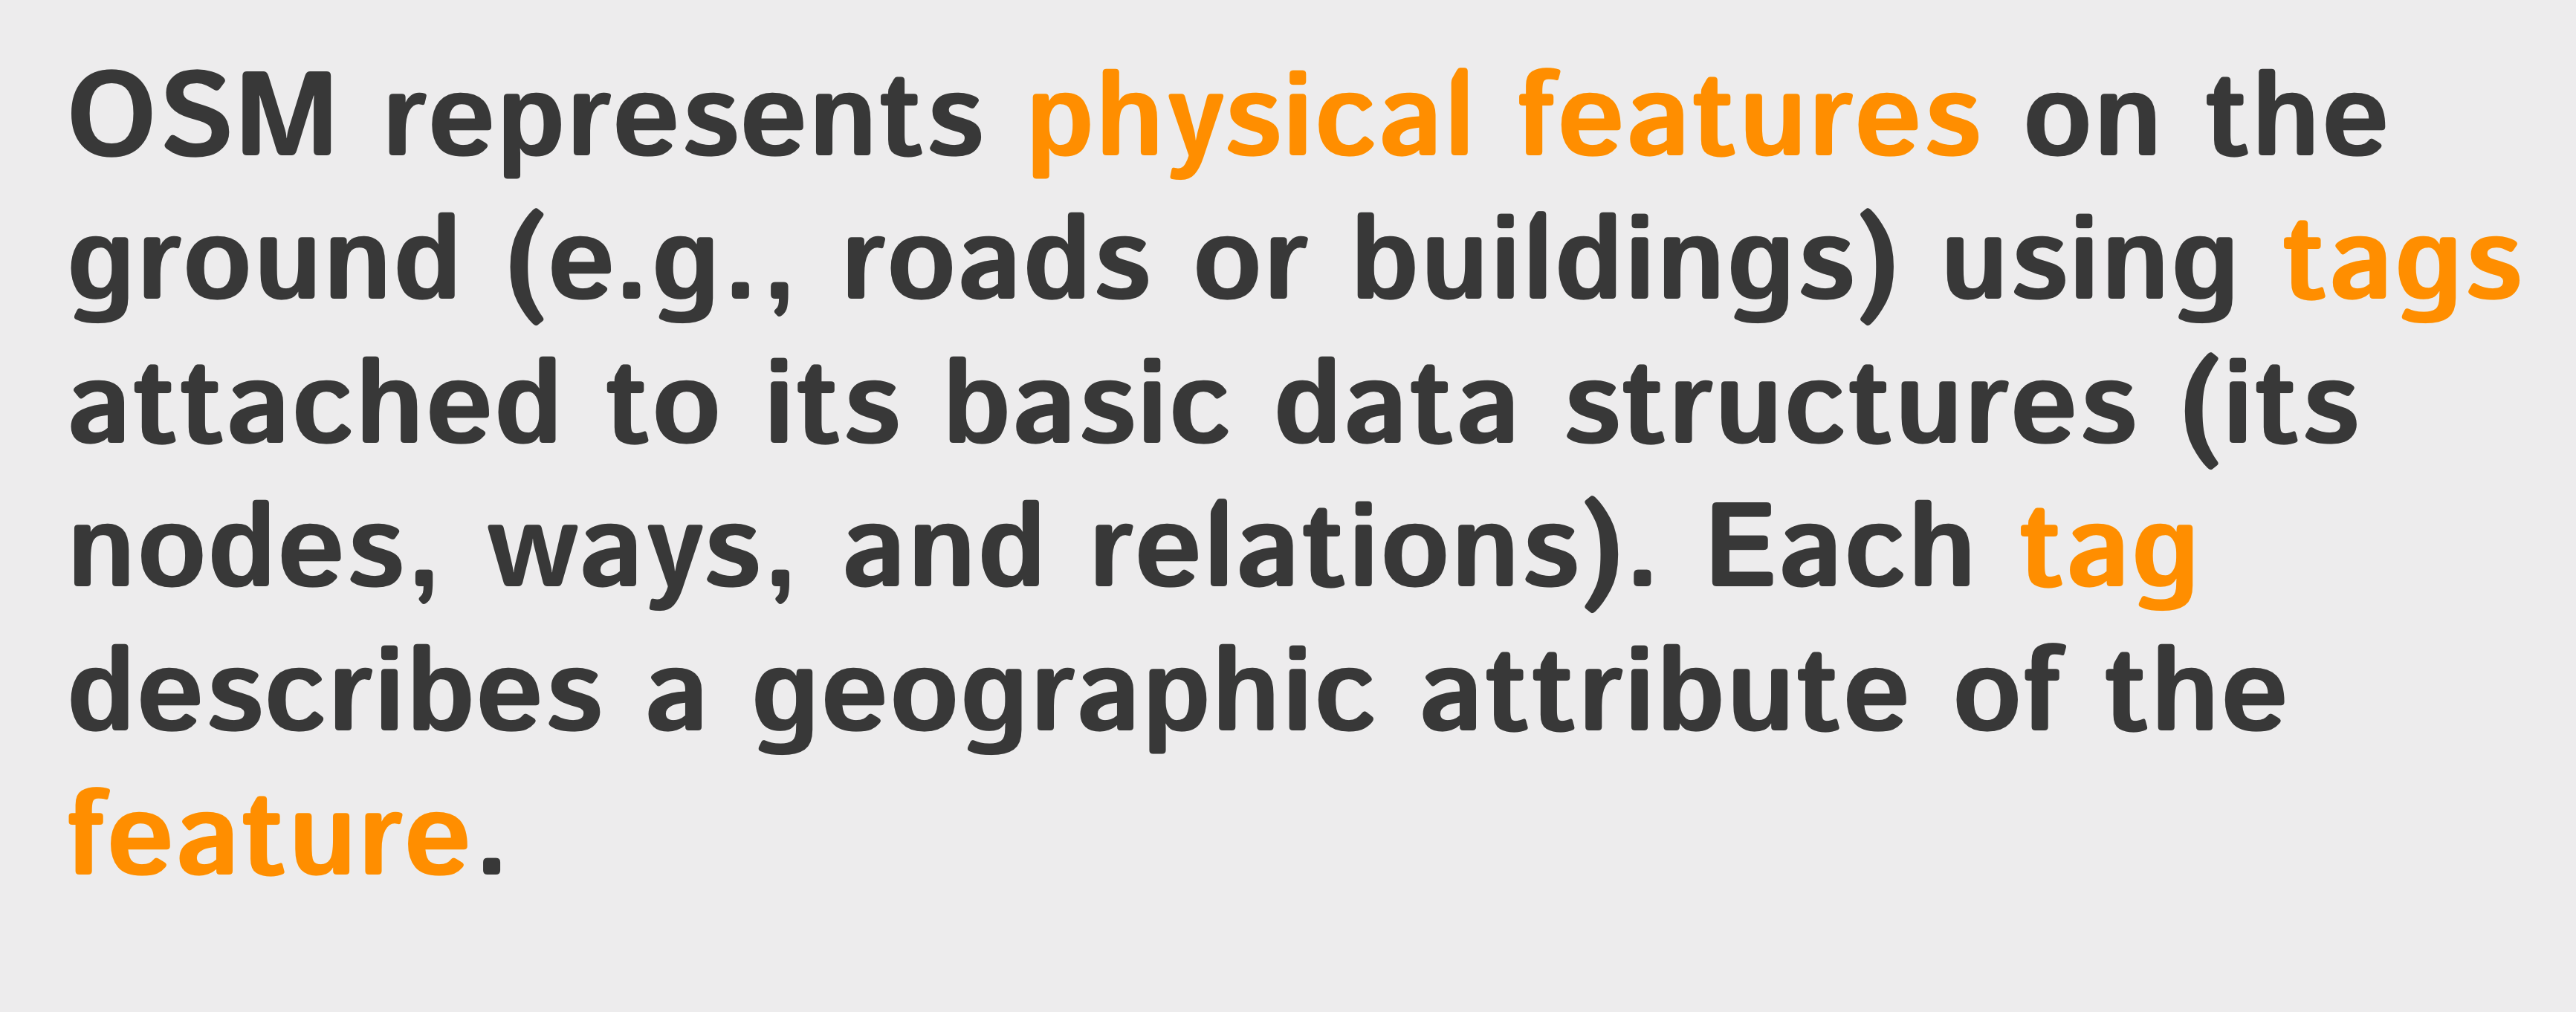 OSM represents physical features on the
ground (e.g., roads or buildings) using tags
attached to its basic data structures (its
nodes, ways, and relations). Each tag
describes a geographic attribute of the
feature.